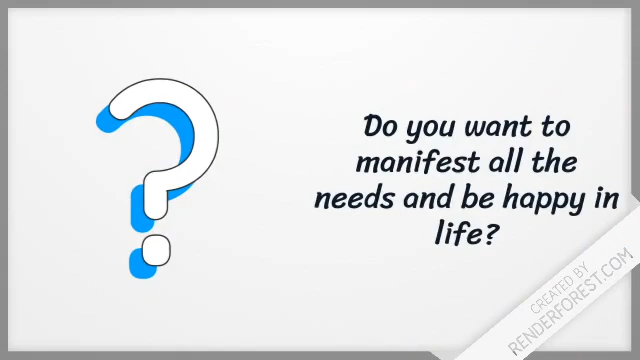 Do you want to
manifest all the
needs and be happy in
life?
CREATED BY
RENDERFOREST.COM